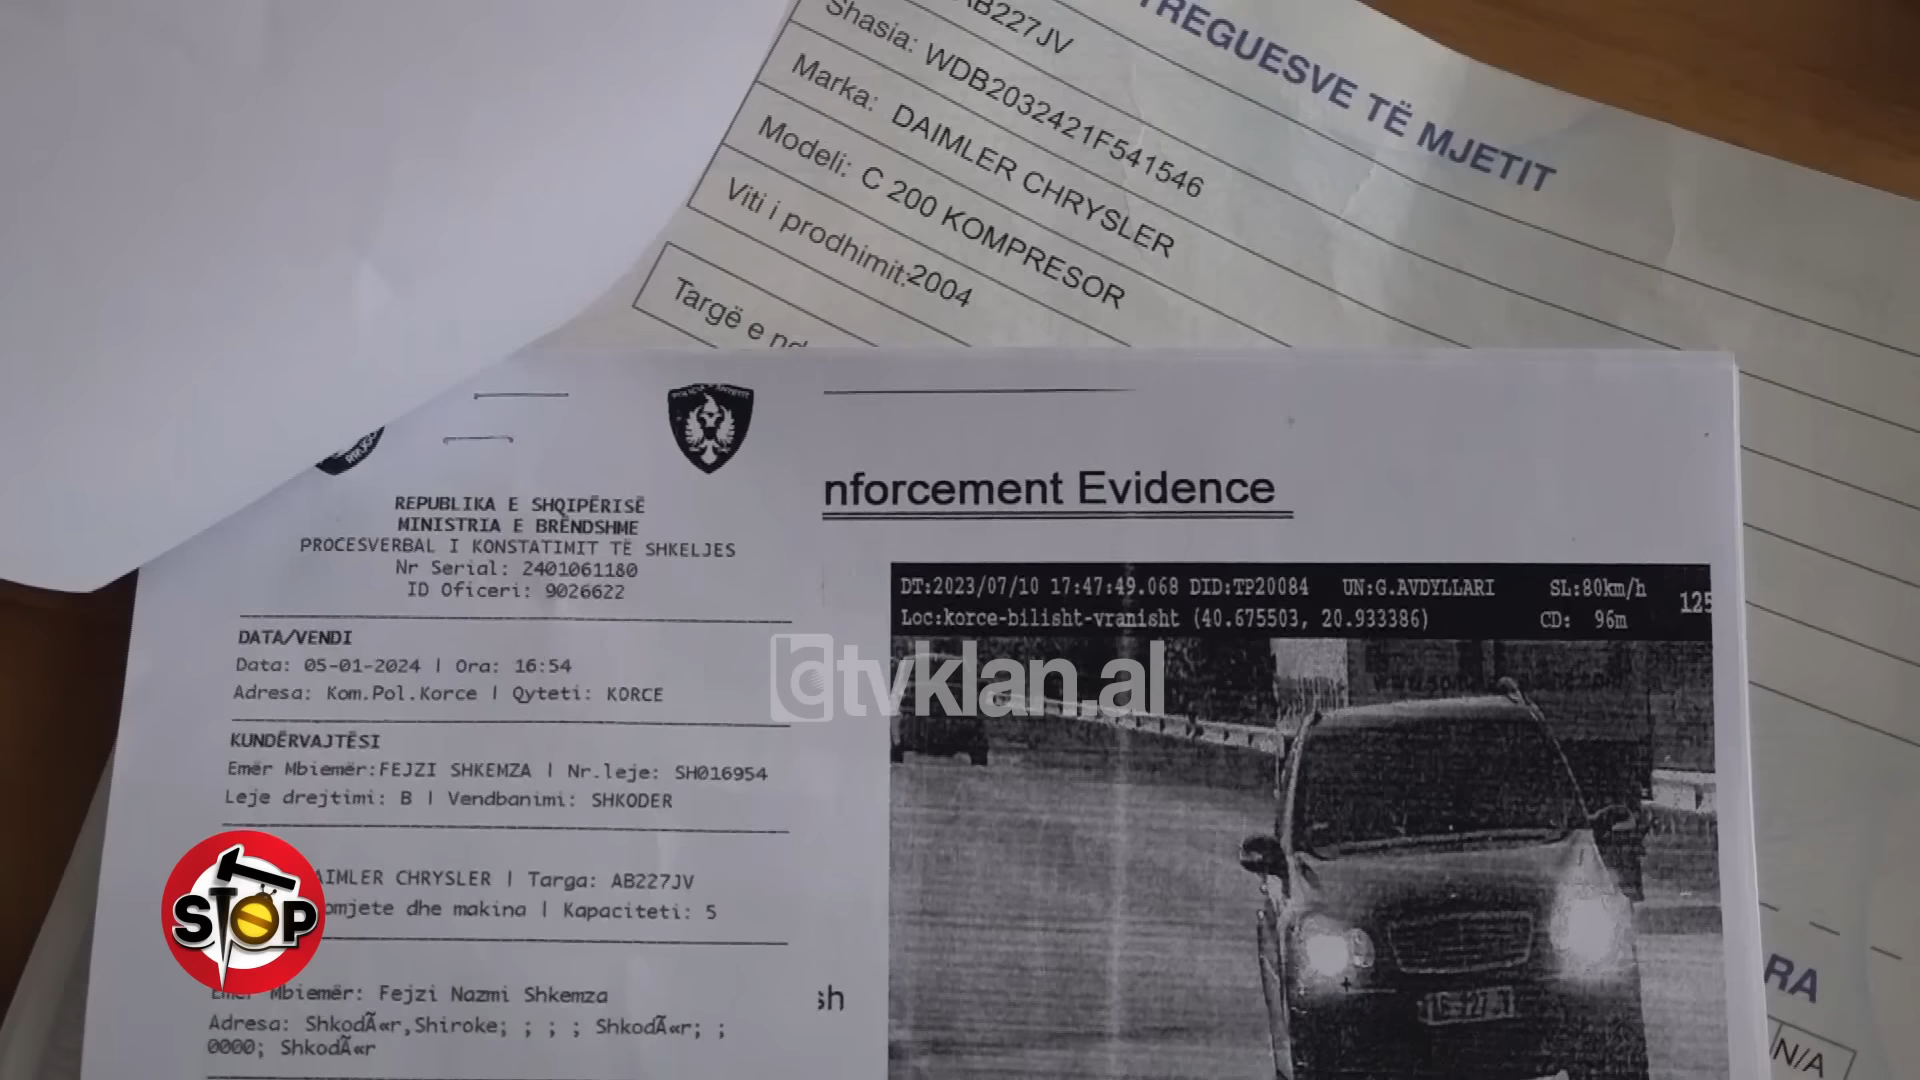 TREGUESVE TË MJETIT
AB227JV
Shasia: WDB2032421F541546
Marka: DAIMLER CHRYSLER
Modeli: C 200 KOMPRESOR
Viti i prodhimit:2004
Targë e
REPUBLIKA E SHQIPËRISË
MINISTRIA E BRËNDSHME
PROCESVERBAL I KONSTATIMIT TË SHKELJES
Nr Serial: 2401061180
ID Oficeri: 9026622
DATA/VENDI
Data: 05-01-2024 | Ora: 16:54
Adresa: Kom.Pol.Korce | Qyteti: KORCE
KUNDËRVAJTËSI
Emër Mbiemër:FEJZI SHKEMZA | Nr.leje: SH016954
Leje drejtimi: B | Vendbanimi: SHKODER
AIMLER CHRYSLER | Targa: AB227JV
omjete dhe makina | Kapaciteti: 5
Emër Mbiemër: Fejzi Nazmi Shkemza
Adresa: ShkodÃ«r,Shiroke; ; ; ; ShkodÃ«r; ;
0000; ShkodÃ«r
nforcement Evidence
DT:2023/07/10 17:47:49.068 DID:TP20084 UN:G.AVDYLLARI SL:80km/h
125
Loc:korce-bilisht-vranisht (40.675503, 20.933386) CD: 96m
sh
tvklan.al
STOP
RA
N/A